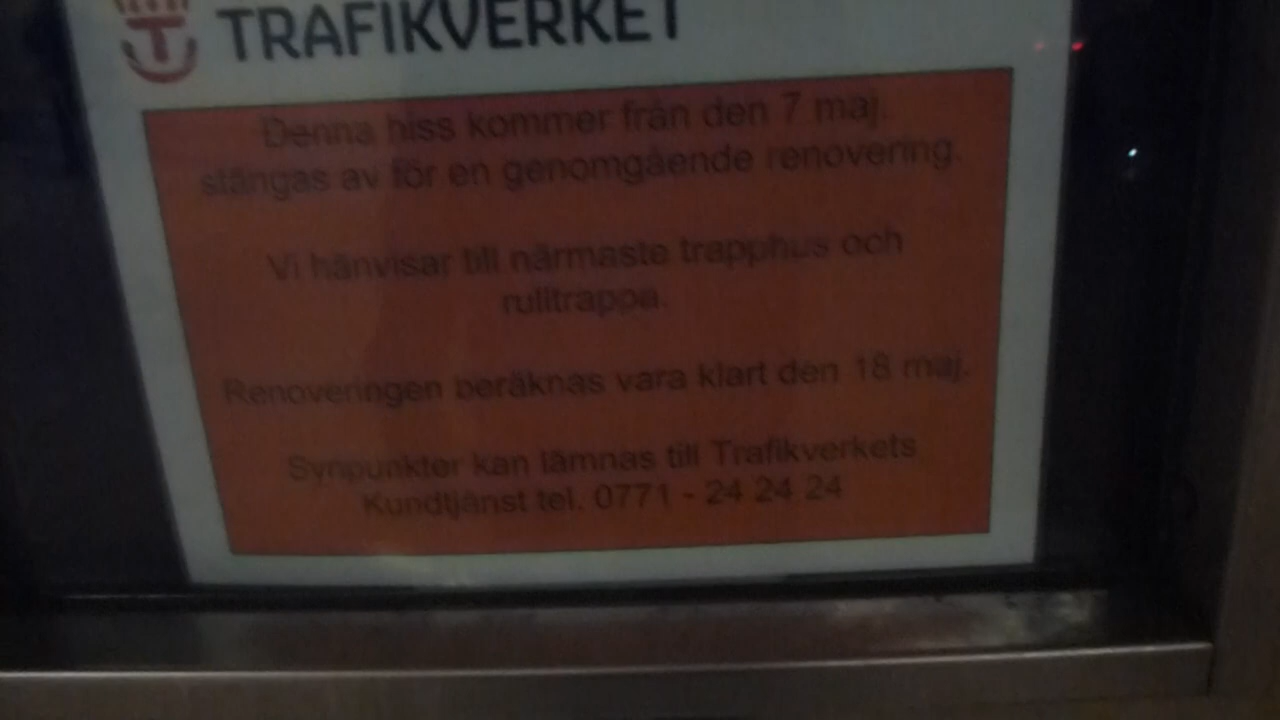 TRAFIKVERKET
Denna hiss kommer från den 7 maj.
stängas av för en genomgående renovering.
Vi hänvisar till närmaste trapphus och
rulltrappa.
Renoveringen beräknas vara klart den 18 maj.
Synpunkter kan lämnas till Trafikverkets
Kundtjänst tel. 0771 - 24 24 24